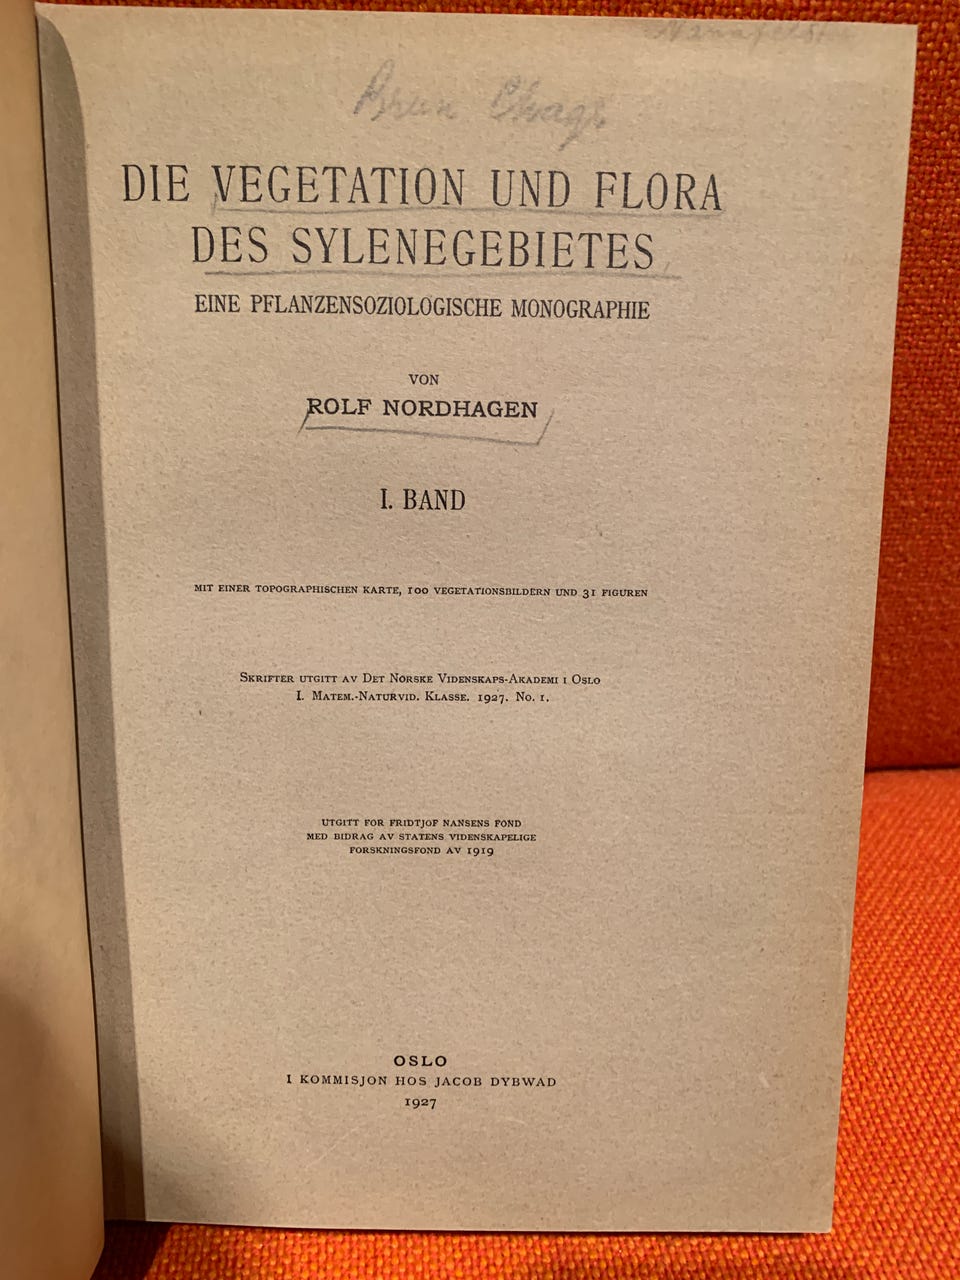 Brun
DIE VEGETATION UND FLORA
DES SYLENEGEBIETES
EINE PFLANZENSOZIOLOGISCHE MONOGRAPHIE
VON
ROLF NORDHAGEN
I. BAND
MIT EINER TOPOGRAPHISCHEN KARTE, 100 VEGETATIONSBILDERN UND 31 FIGUREN
SKRIFTER UTGITT AV DET NORSKE VIDENSKAPS-AKADEMI I OSLO
I. MATEM.-NATURVID. KLASSE. 1927. NO. 1.
UTGITT FOR FRIDTJOF NANSENS FOND
MED BIDRAG AV STATENS VIDENSKAPELIGE
FORSKNINGSFOND AV 1919
OSLO
I KOMMISJON HOS JACOB DYBWAD
1927